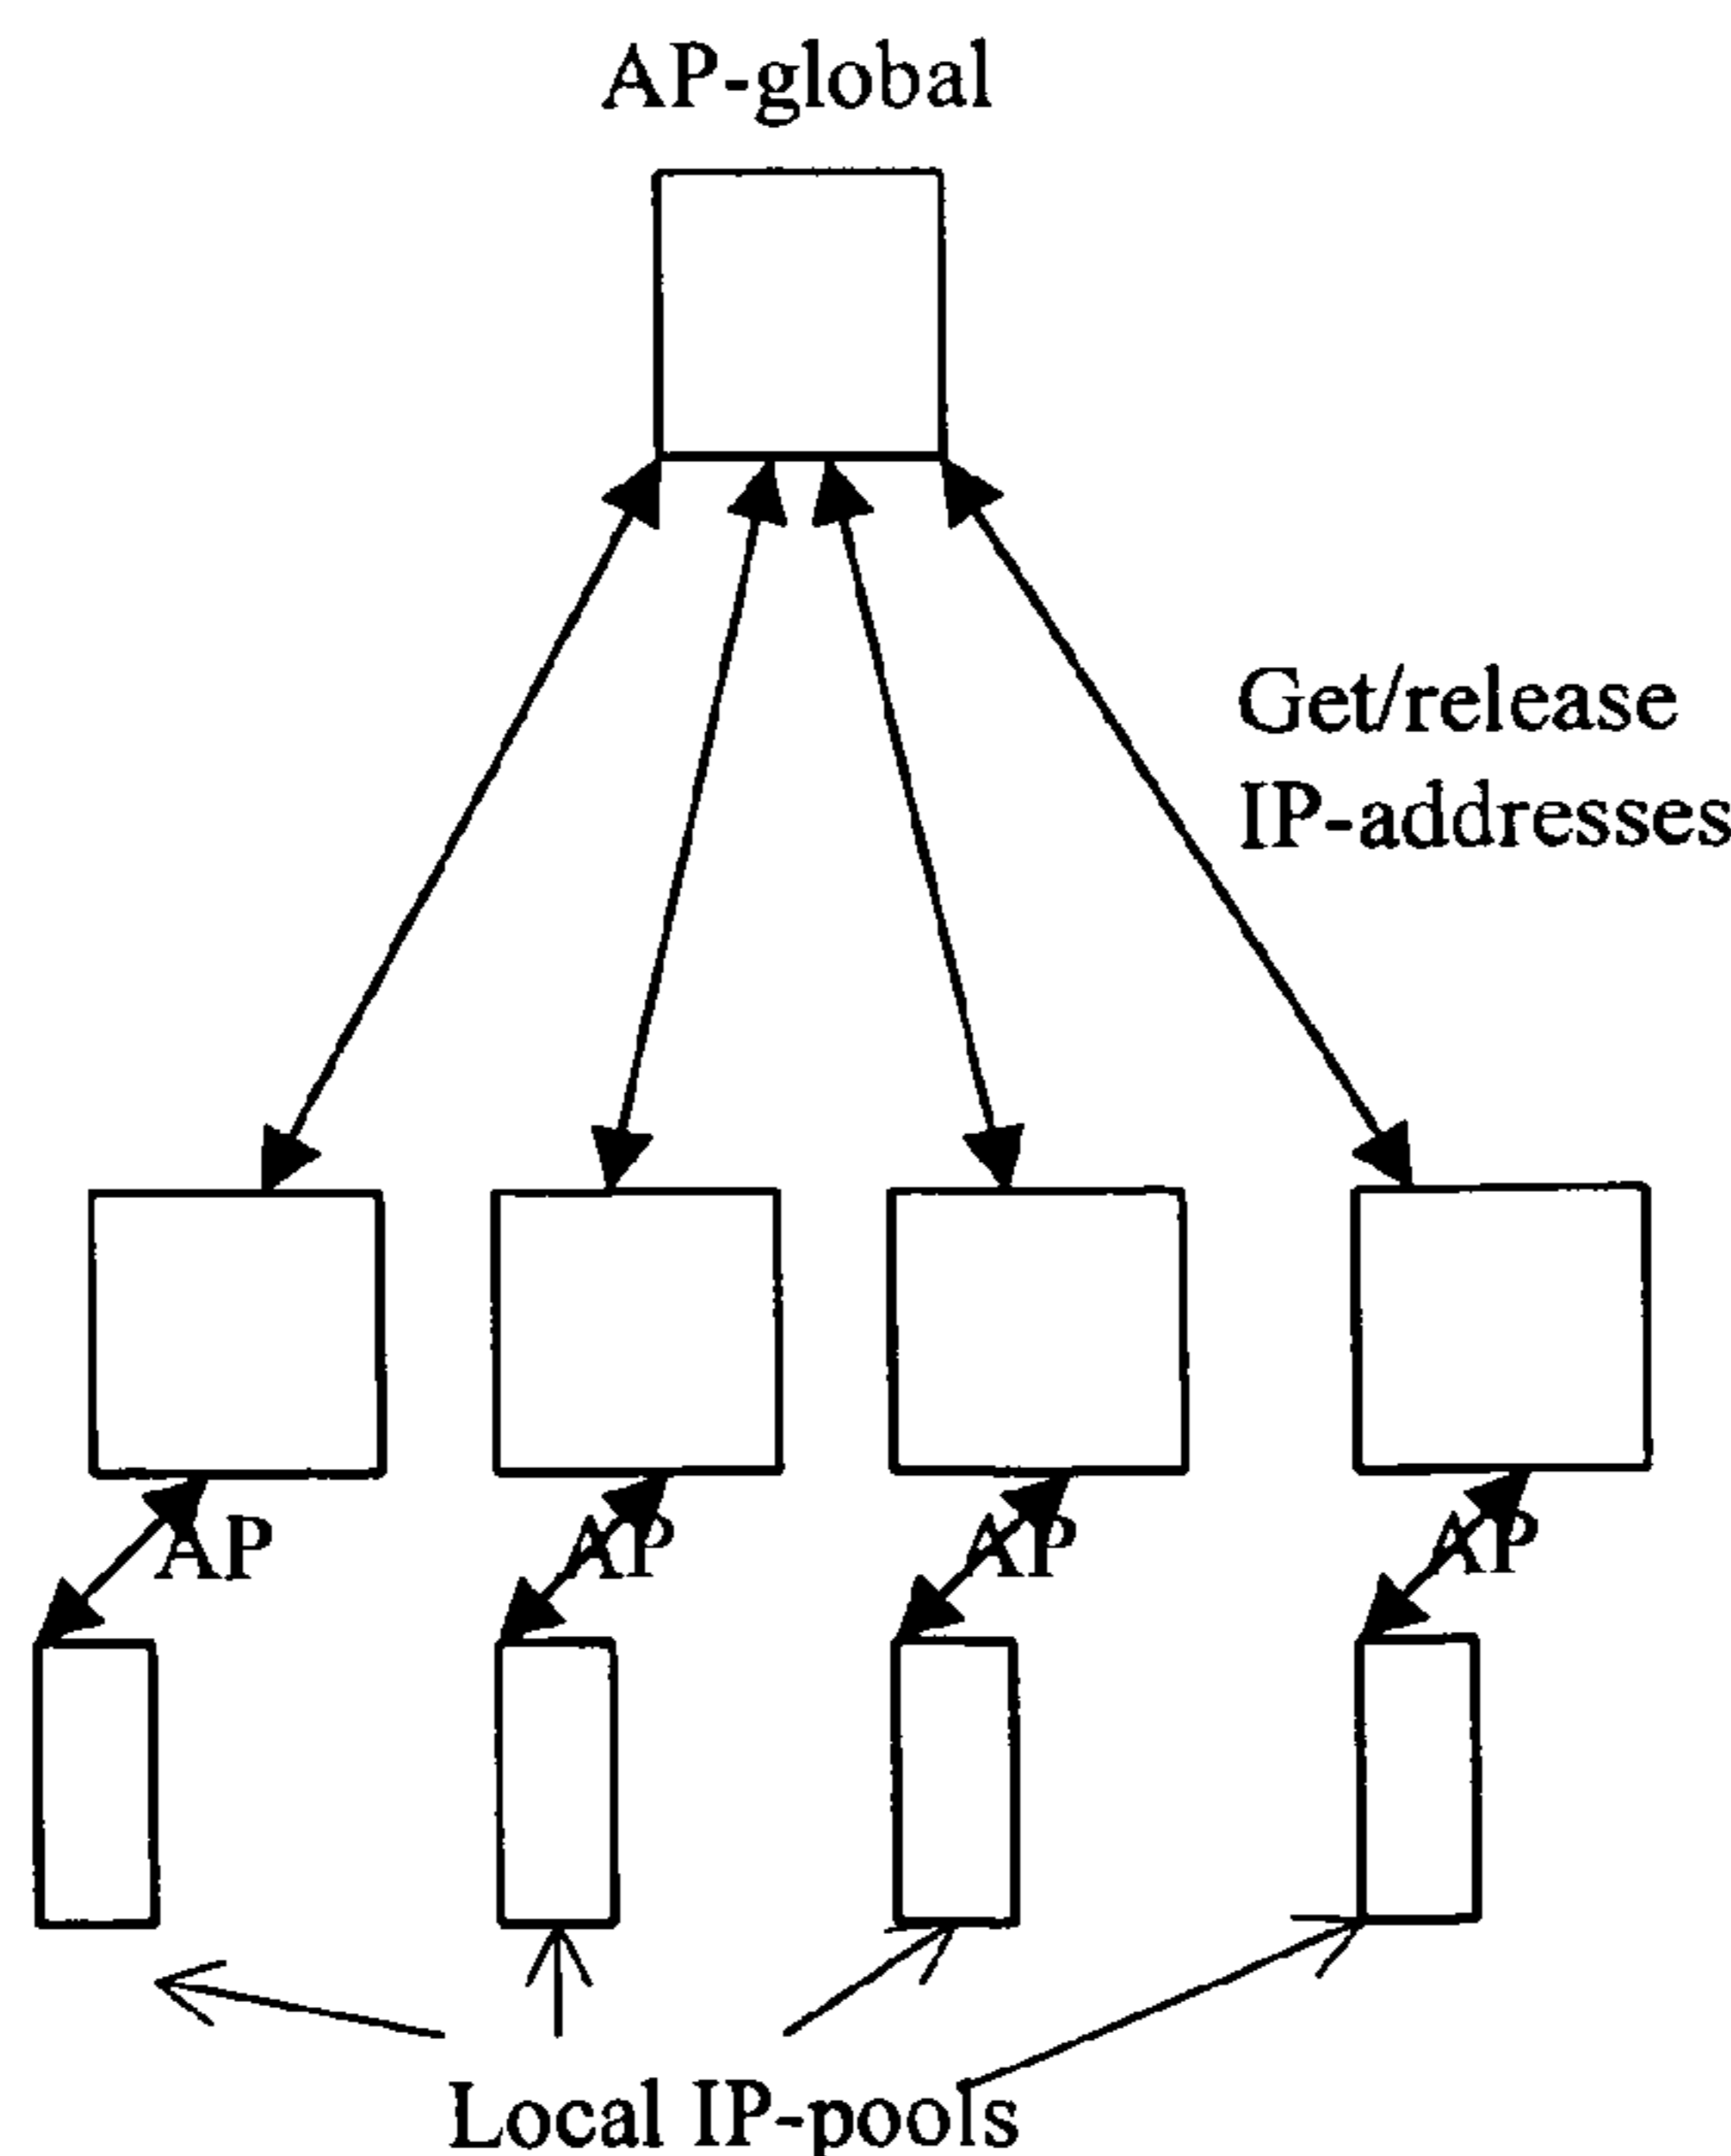 AP-global
Get/release
IP-addresses
AP
AP
AP
AP
Local IP-pools